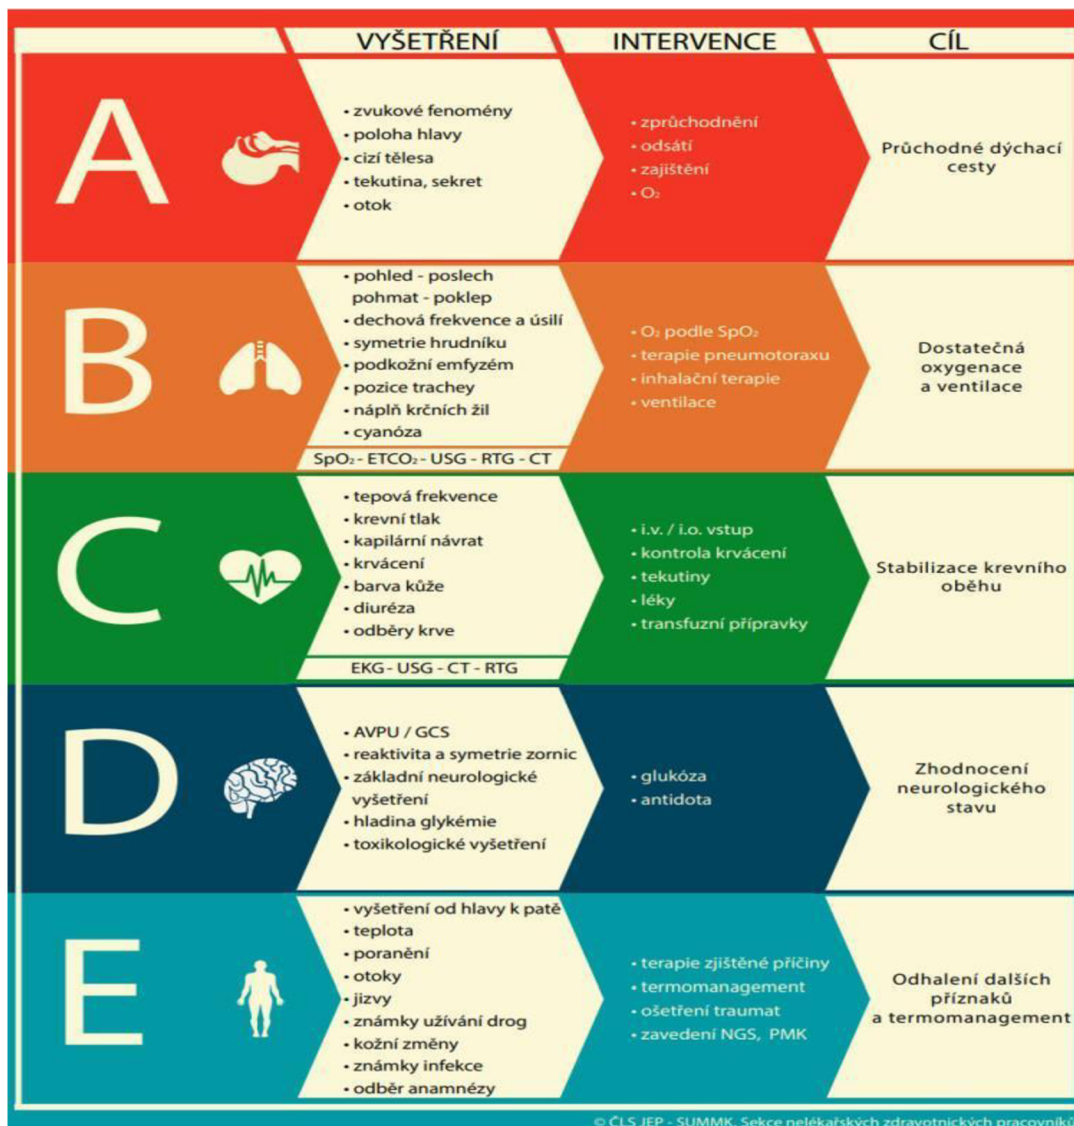 VYŠETŘENÍ INTERVENCE CÍL
A
• zvukové fenomény
• poloha hlavy
• cizí tělesa
• tekutina, sekret
• otok
• zprůchodnění
• odsátí
• zajištění
• O₂
Průchodné dýchací
cesty
B
• pohled - poslech
pohmat - poklep
• dechová frekvence a úsilí
• symetrie hrudníku
• podkožní emfyzém
• pozice trachey
• náplň krčních žil
• cyanóza
SpO₂ - ETCO₂ - USG - RTG - CT
• O₂ podle SpO₂
• terapie pneumotoraxu
• inhalační terapie
• ventilace
Dostatečná
oxygenace
a ventilace
C
• tepová frekvence
• krevní tlak
• kapilární návrat
• krvácení
• barva kůže
• diuréza
• odběry krve
EKG - USG - CT - RTG
• i.v. / i.o. vstup
• kontrola krvácení
• tekutiny
• léky
• transfuzní přípravky
Stabilizace krevního
oběhu
D
• AVPU / GCS
• reaktivita a symetrie zornic
• základní neurologické
vyšetření
• hladina glykémie
• toxikologické vyšetření
• glukóza
• antidota
Zhodnocení
neurologického
stavu
E
• vyšetření od hlavy k patě
• teplota
• poranění
• otoky
• jizvy
• známky užívání drog
• kožní změny
• známky infekce
• odběr anamnézy
• terapie zjištěné příčiny
• termomanagement
• ošetření traumat
• zavedení NGS, PMK
Odhalení dalších
příznaků
a termomanagement
© ČLS JEP - SUMMK, Sekce nelékařských zdravotnických pracovníků